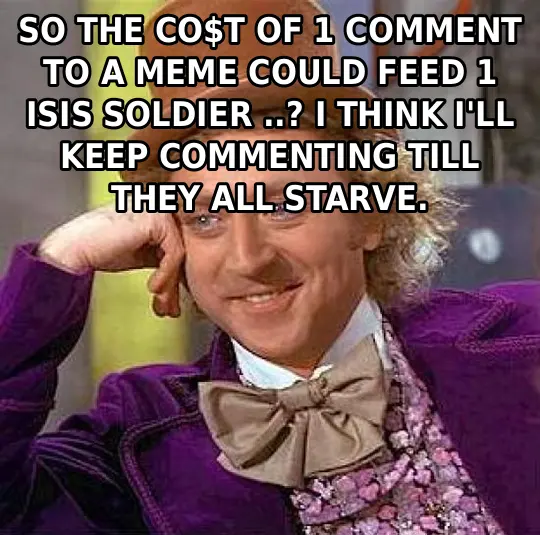 SO THE CO$T OF 1 COMMENT
TO A MEME COULD FEED 1
ISIS SOLDIER ..? I THINK I'LL
KEEP COMMENTING TILL
THEY ALL STARVE.